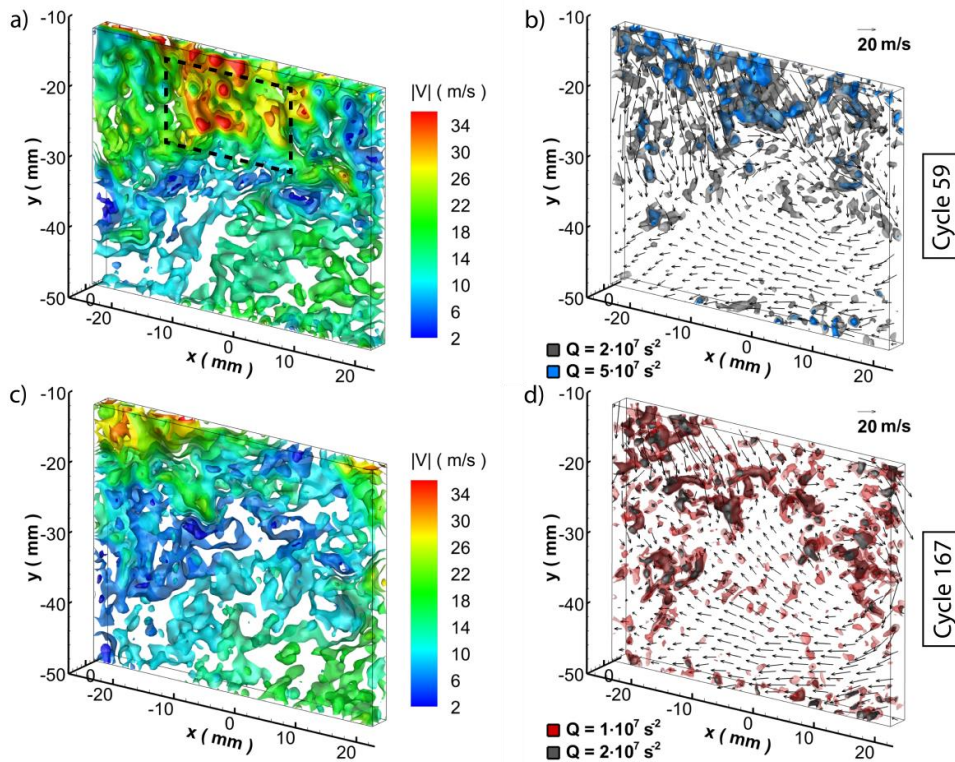 a)
-10
-20
-30
-40
-50
y ( mm )
0
-20
-10
0
10
20
x ( mm )
|V| ( m/s )
34
30
26
22
18
14
10
6
2
b)
20 m/s
-10
-20
-30
-40
-50
y ( mm )
0
-20
-10
0
10
20
x ( mm )
Q = 2·10⁷ s⁻²
Q = 5·10⁷ s⁻²
Cycle 59
c)
-10
-20
-30
-40
-50
y ( mm )
0
-20
-10
0
10
20
x ( mm )
|V| ( m/s )
34
30
26
22
18
14
10
6
2
d)
20 m/s
-10
-20
-30
-40
-50
y ( mm )
0
-20
-10
0
10
20
x ( mm )
Q = 1·10⁷ s⁻²
Q = 2·10⁷ s⁻²
Cycle 167